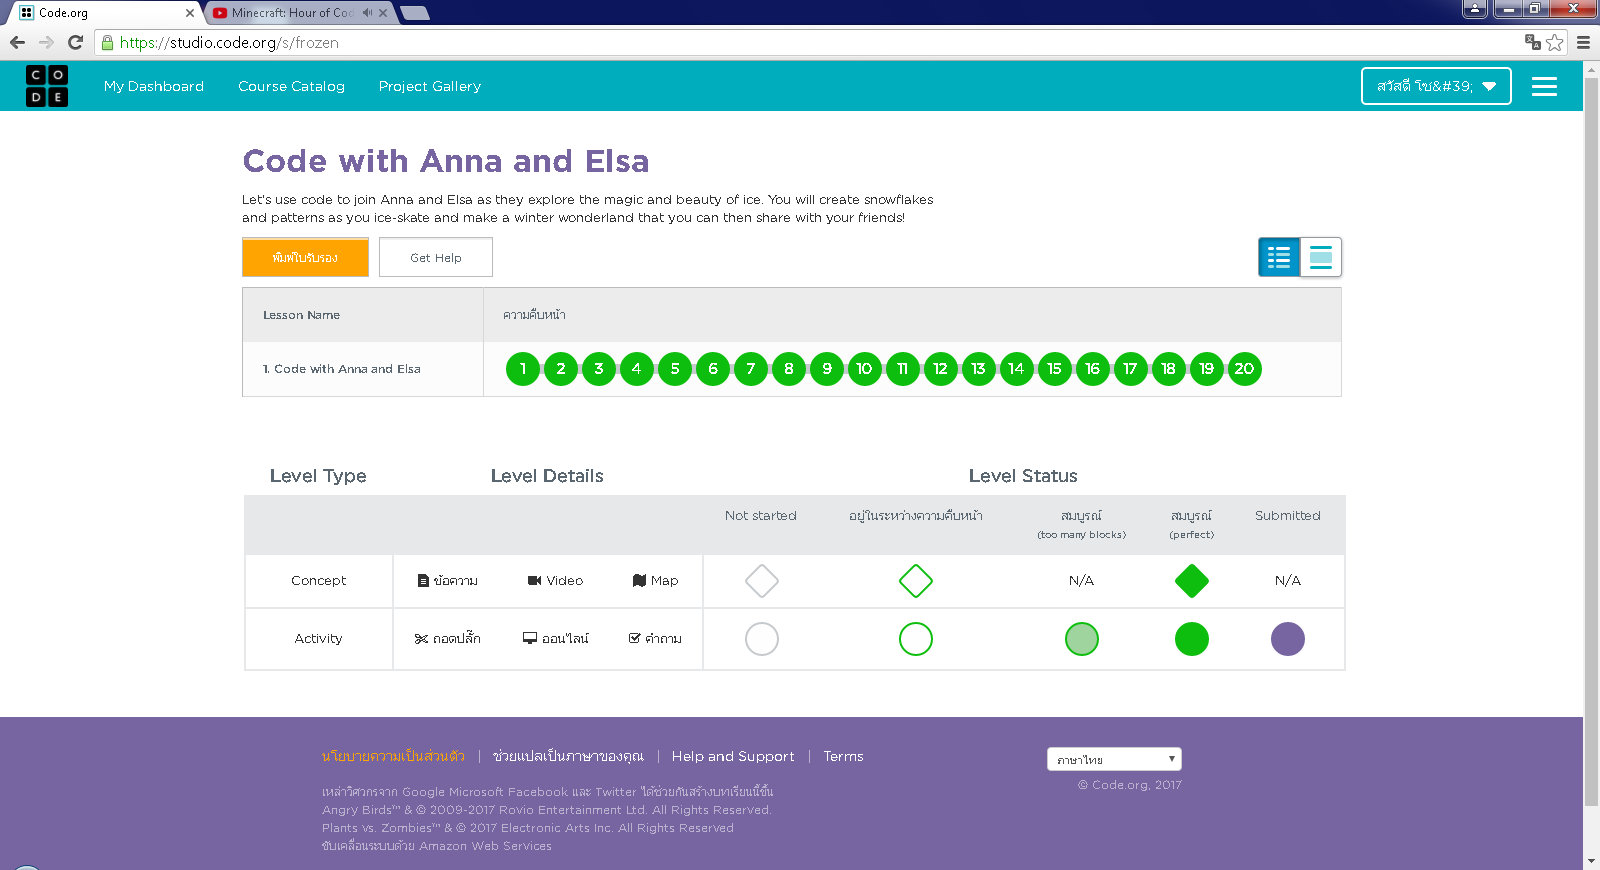 Code.org
Minecraft: Hour of Cod
https://studio.code.org/s/frozen
CODE
My Dashboard
Course Catalog
Project Gallery
สวัสดี โช&#39;
Code with Anna and Elsa
Let's use code to join Anna and Elsa as they explore the magic and beauty of ice. You will create snowflakes
and patterns as you ice-skate and make a winter wonderland that you can then share with your friends!
พิมพ์ใบรับรอง
Get Help
Lesson Name
ความคืบหน้า
1. Code with Anna and Elsa
1 2 3 4 5 6 7 8 9 10 11 12 13 14 15 16 17 18 19 20
Level Type
Level Details
Level Status
Not started
อยู่ในระหว่างความคืบหน้า
สมบูรณ์
(too many blocks)
สมบูรณ์
(perfect)
Submitted
Concept
ข้อความ
Video
Map
N/A
N/A
Activity
ถอดปลั๊ก
ออนไลน์
คำถาม
นโยบายความเป็นส่วนตัว | ช่วยแปลเป็นภาษาของคุณ | Help and Support | Terms
ภาษาไทย
© Code.org, 2017
เหล่าวิศวกรจาก Google Microsoft Facebook และ Twitter ได้ช่วยกันสร้างบทเรียนนี้ขึ้น
Angry Birds™ & © 2009-2017 Rovio Entertainment Ltd. All Rights Reserved.
Plants vs. Zombies™ & © 2017 Electronic Arts Inc. All Rights Reserved
ขับเคลื่อนระบบด้วย Amazon Web Services